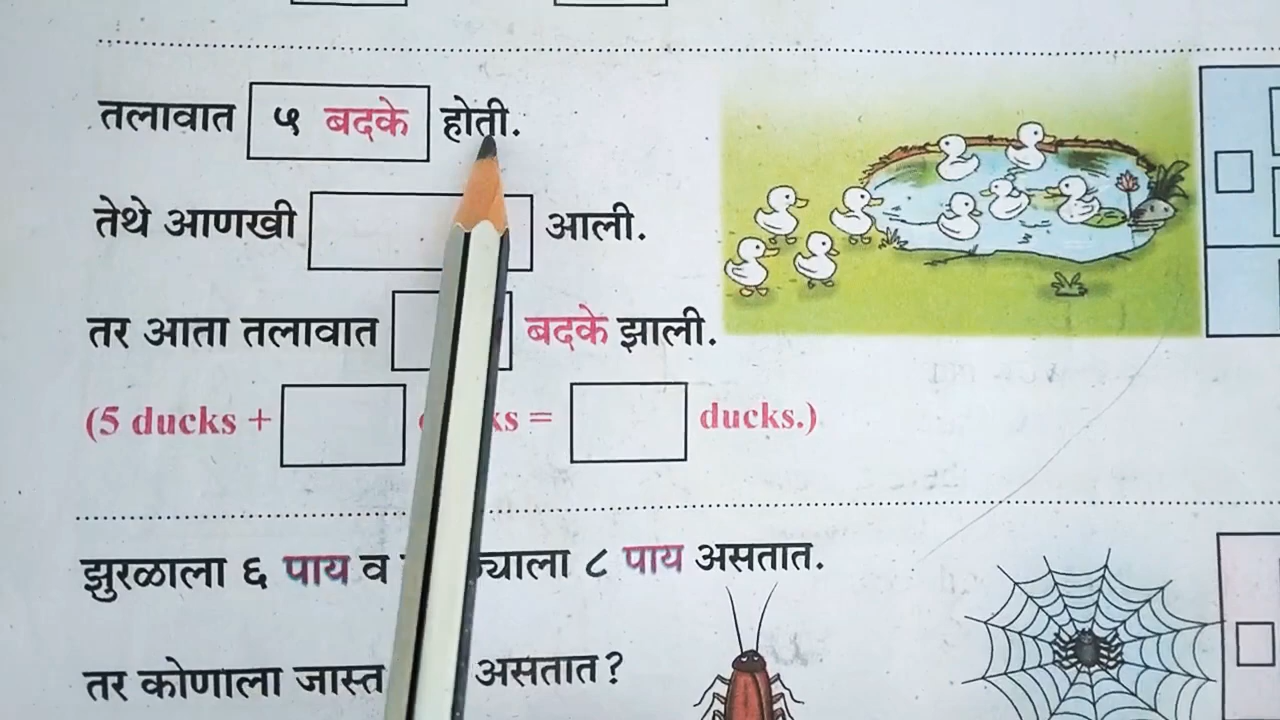 तलावात ५ बदके होती.
तेथे आणखी आली.
तर आता तलावात बदके झाली.
(5 ducks + = ducks.)
झुरळाला ६ पाय व ८ पाय असतात.
तर कोणाला जास्त असतात?